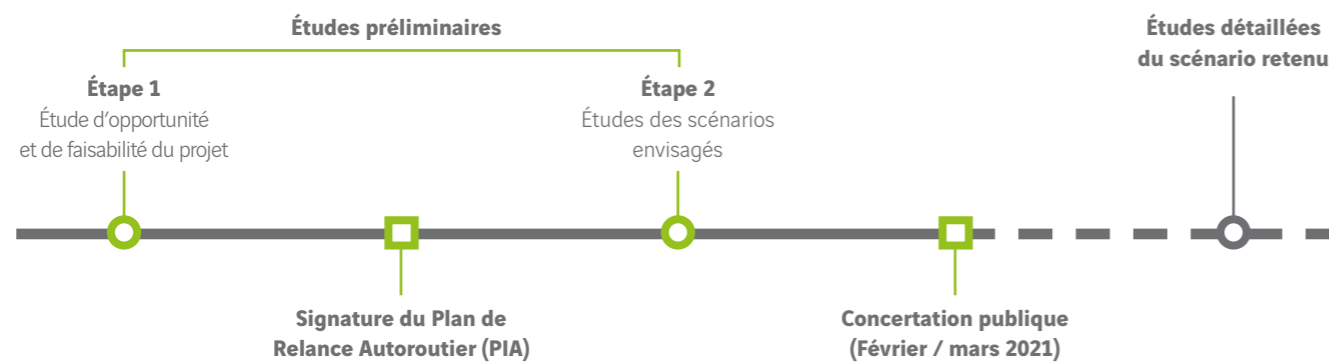 Études préliminaires
Étape 1
Étude d'opportunité
et de faisabilité du projet
Étape 2
Études des scénarios
envisagés
Études détaillées
du scénario retenu
Signature du Plan de
Relance Autoroutier (PIA)
Concertation publique
(Février / mars 2021)